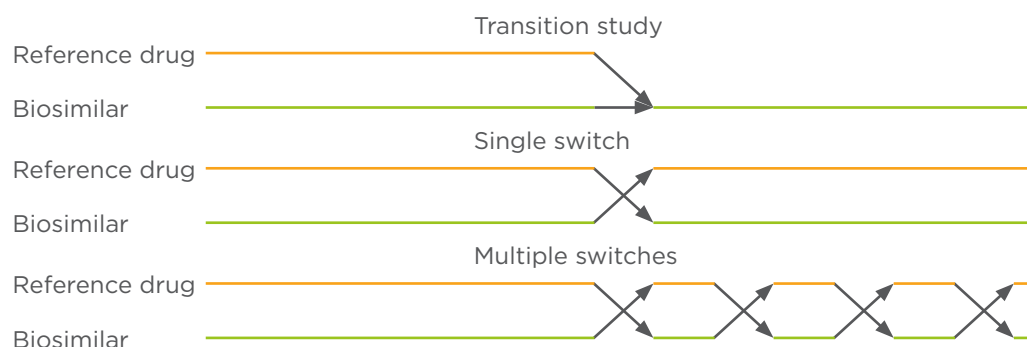 Transition study
Reference drug
Biosimilar
Single switch
Reference drug
Biosimilar
Multiple switches
Reference drug
Biosimilar